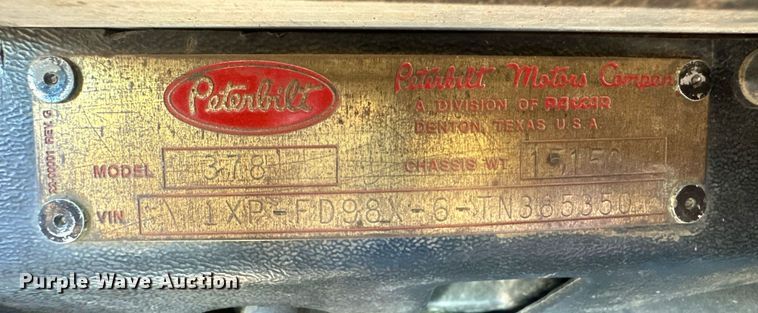 Peterbilt
Peterbilt Motors Company
A DIVISION OF PACCAR
DENTON, TEXAS U.S.A.
MODEL 378 CHASSIS WT. 15150
VIN 1XP-FD98X-6-TN385350
Purple Wave Auction